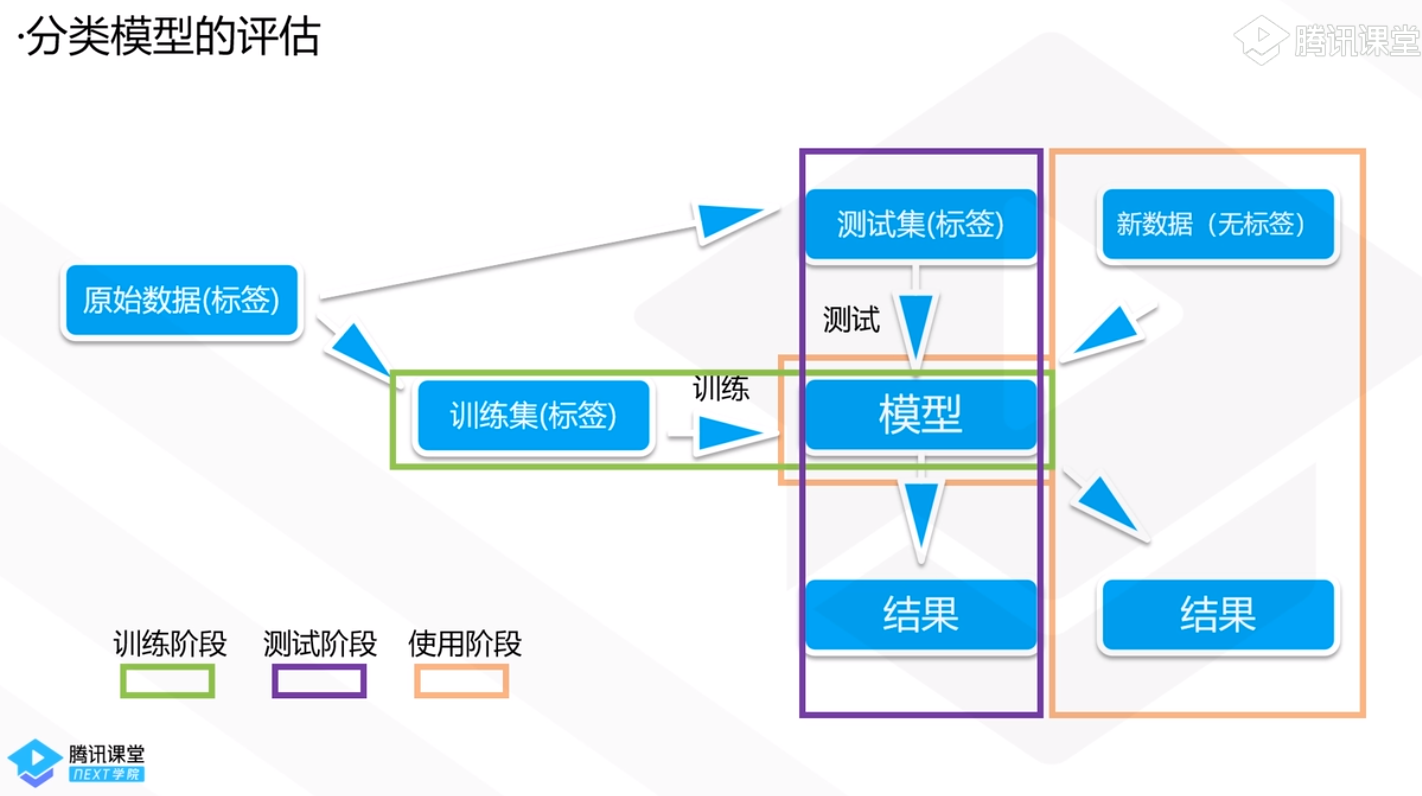 ·分类模型的评估
腾讯课堂
测试集(标签)
新数据（无标签）
原始数据(标签)
测试
训练集(标签)
训练
模型
结果
结果
训练阶段
测试阶段
使用阶段
腾讯课堂
NEXT学院